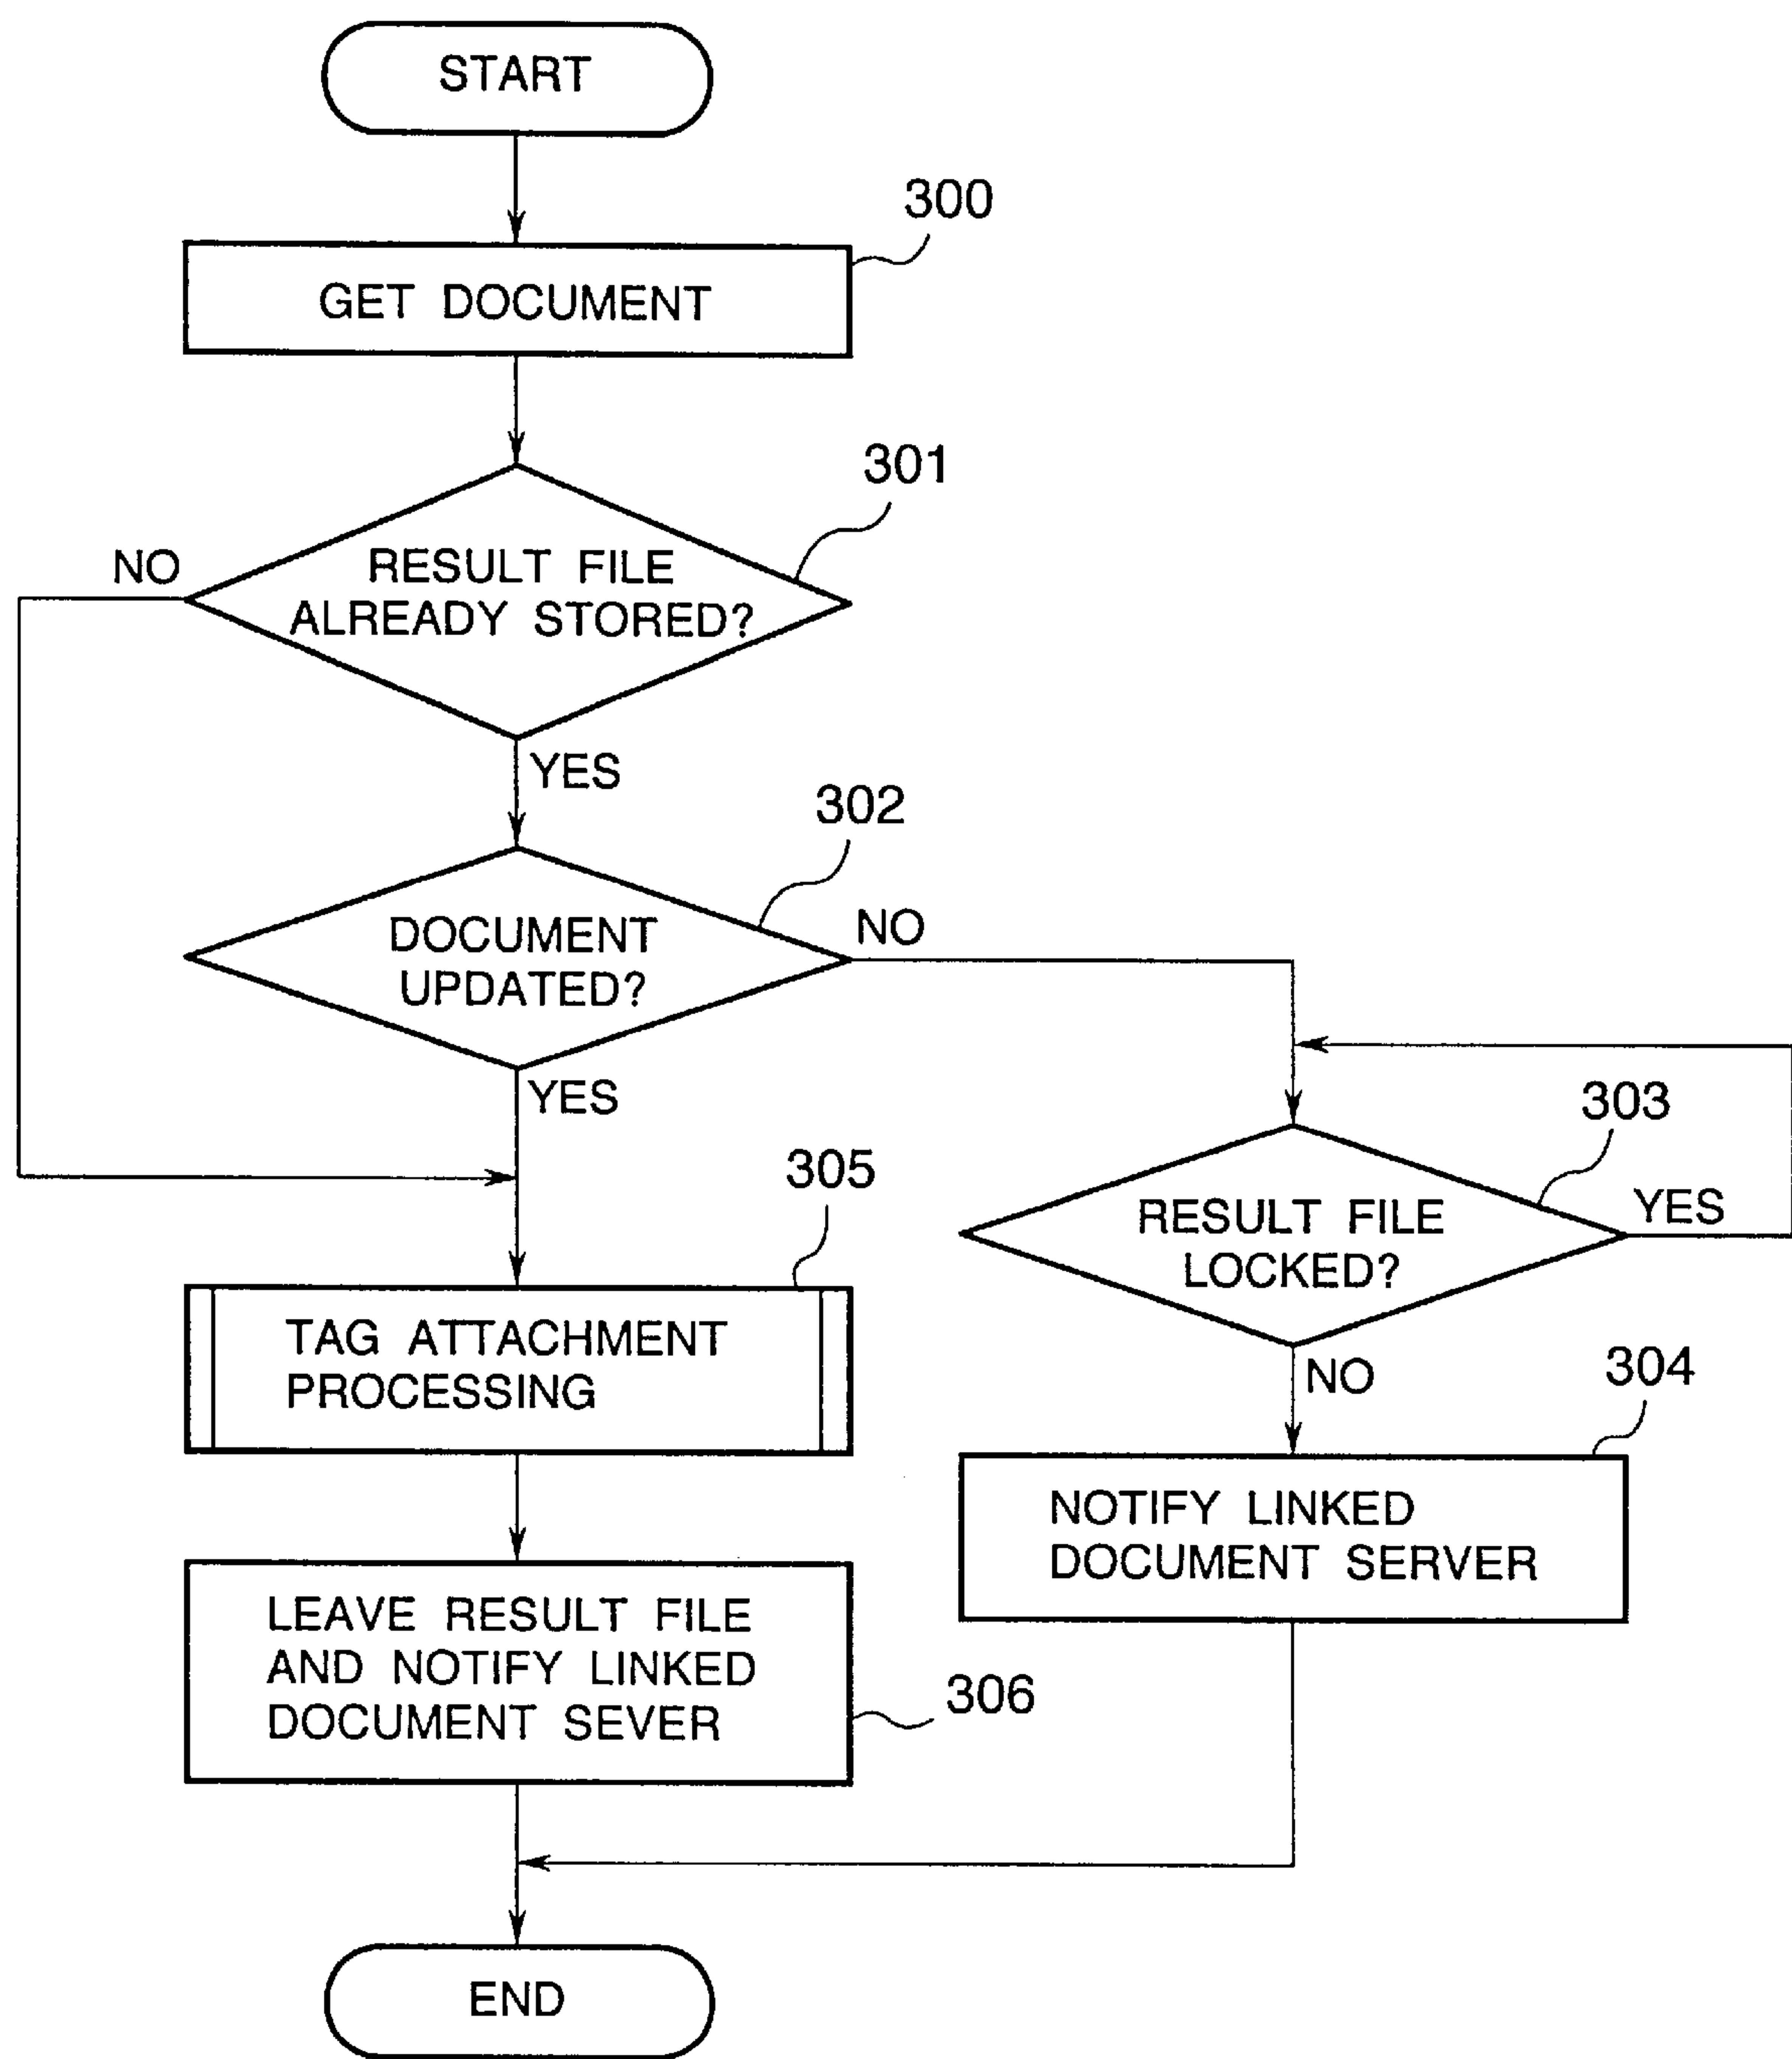 START
300
GET DOCUMENT
301
NO
RESULT FILE
ALREADY STORED?
YES
302
DOCUMENT
UPDATED?
NO
YES
303
305
RESULT FILE
LOCKED?
YES
TAG ATTACHMENT
PROCESSING
NO
304
NOTIFY LINKED
DOCUMENT SERVER
LEAVE RESULT FILE
AND NOTIFY LINKED
DOCUMENT SEVER
306
END